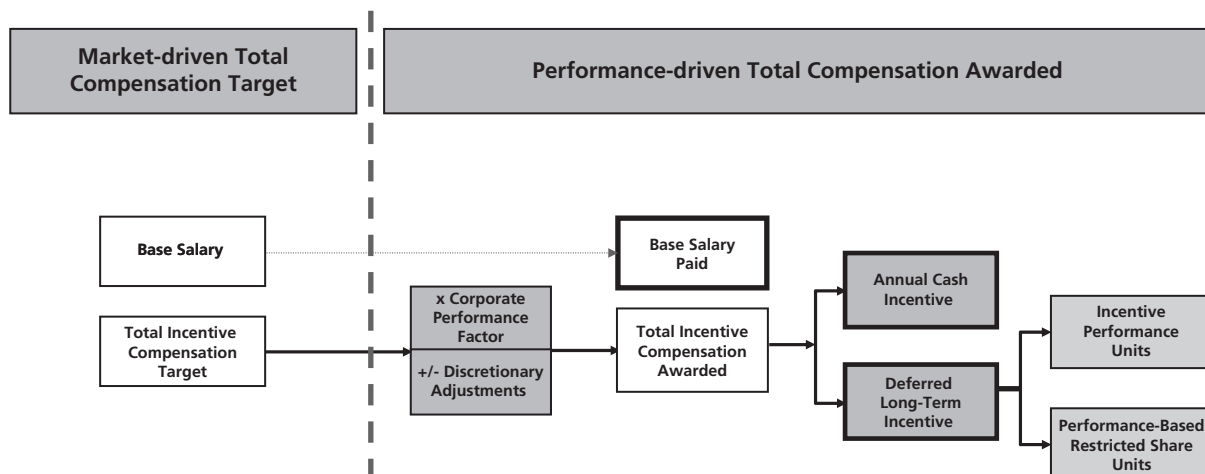 Market-driven Total
Compensation Target
Performance-driven Total Compensation Awarded
Base Salary
Base Salary
Paid
Annual Cash
Incentive
x Corporate
Performance
Factor
Total Incentive
Compensation
Target
Total Incentive
Compensation
Awarded
+/- Discretionary
Adjustments
Deferred
Long-Term
Incentive
Incentive
Performance
Units
Performance-Based
Restricted Share
Units